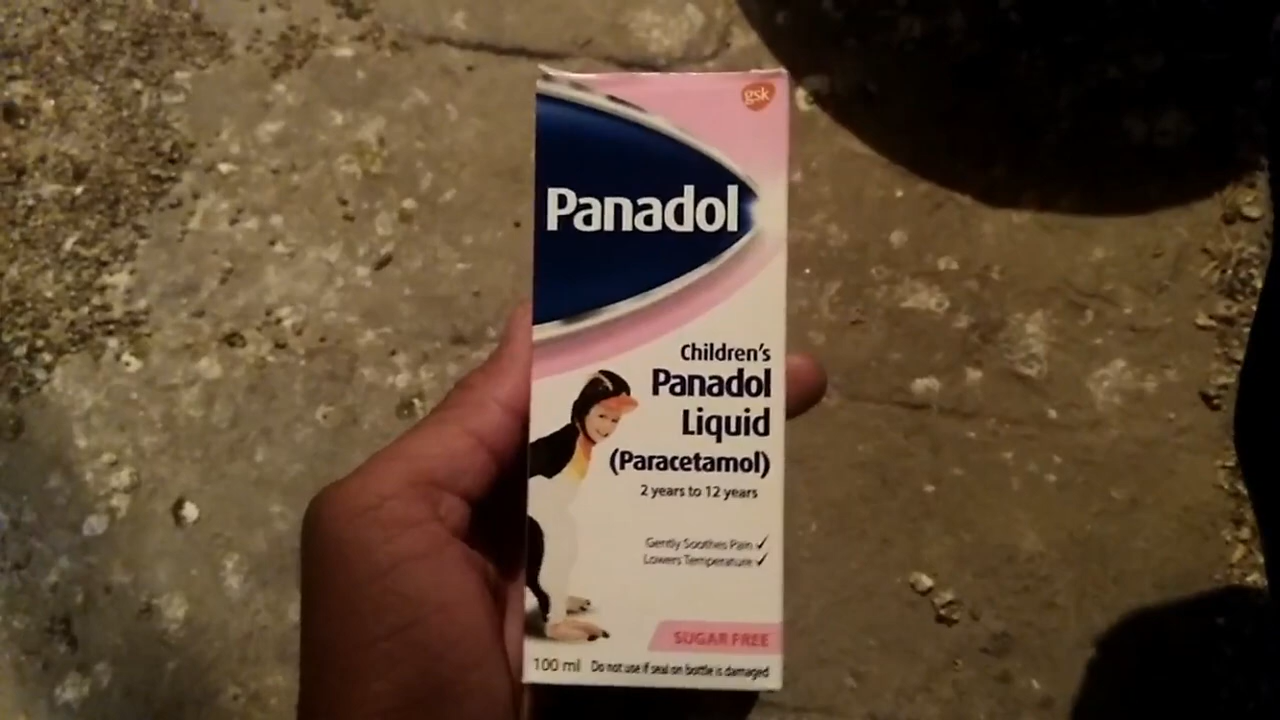 gsk
Panadol
Children's
Panadol
Liquid
(Paracetamol)
2 years to 12 years
Gently Soothes Pain ✓
Lowers Temperature ✓
SUGAR FREE
100 ml Do not use if seal on bottle is damaged